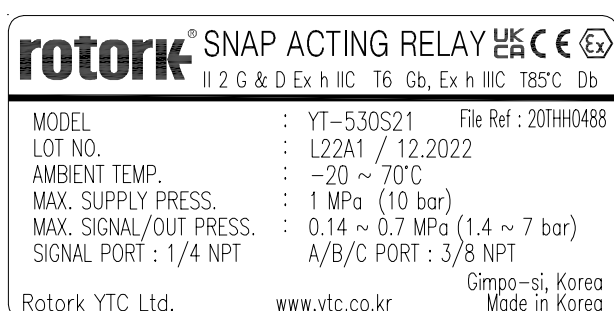 rotork® SNAP ACTING RELAY UK CA CE Ex
II 2 G & D Ex h IIC T6 Gb, Ex h IIIC T85°C Db
MODEL : YT-530S21 File Ref : 20THH0488
LOT NO. : L22A1 / 12.2022
AMBIENT TEMP. : -20 ~ 70°C
MAX. SUPPLY PRESS. : 1 MPa (10 bar)
MAX. SIGNAL/OUT PRESS. : 0.14 ~ 0.7 MPa (1.4 ~ 7 bar)
SIGNAL PORT : 1/4 NPT A/B/C PORT : 3/8 NPT
Gimpo-si, Korea
Rotork YTC Ltd. www.ytc.co.kr Made in Korea